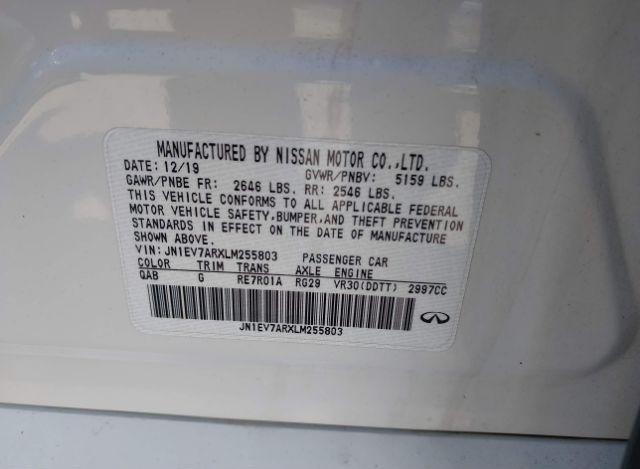 MANUFACTURED BY NISSAN MOTOR CO.,LTD.
DATE: 12/19 GVWR/PNBV: 5159 LBS.
GAWR/PNBE FR: 2646 LBS. RR: 2546 LBS.
THIS VEHICLE CONFORMS TO ALL APPLICABLE FEDERAL
MOTOR VEHICLE SAFETY,BUMPER,AND THEFT PREVENTION
STANDARDS IN EFFECT ON THE DATE OF MANUFACTURE
SHOWN ABOVE.
VIN: JN1EV7ARXLM255803 PASSENGER CAR
COLOR TRIM TRANS AXLE ENGINE
QAB G RE7R01A RG29 VR30(DDTT) 2997CC
JN1EV7ARXLM255803